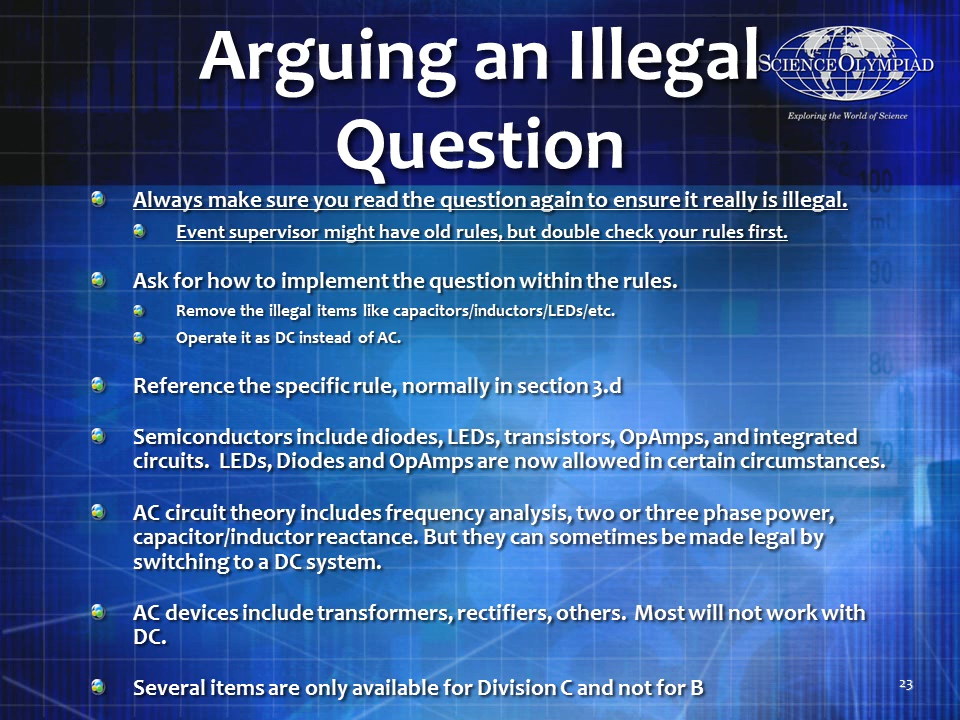 Arguing an Illegal
Question
SCIENCEOLYMPIAD
Exploring the World of Science
Always make sure you read the question again to ensure it really is illegal.
Event supervisor might have old rules, but double check your rules first.
Ask for how to implement the question within the rules.
Remove the illegal items like capacitors/inductors/LEDs/etc.
Operate it as DC instead of AC.
Reference the specific rule, normally in section 3.d
Semiconductors include diodes, LEDs, transistors, OpAmps, and integrated
circuits. LEDs, Diodes and OpAmps are now allowed in certain circumstances.
AC circuit theory includes frequency analysis, two or three phase power,
capacitor/inductor reactance. But they can sometimes be made legal by
switching to a DC system.
AC devices include transformers, rectifiers, others. Most will not work with
DC.
Several items are only available for Division C and not for B
23
100
ml
90
80
70